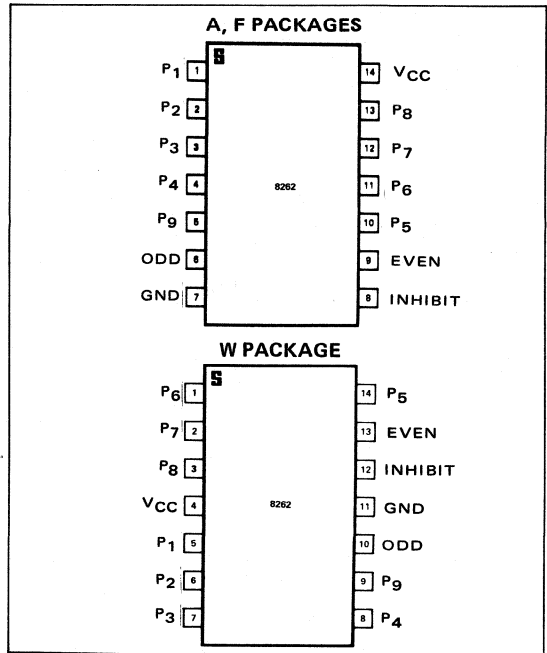 A, F PACKAGES
P1 1 14 VCC
P2 2 13 P8
P3 3 12 P7
P4 4 8262 11 P6
P9 5 10 P5
ODD 6 9 EVEN
GND 7 8 INHIBIT
W PACKAGE
P6 1 14 P5
P7 2 13 EVEN
P8 3 12 INHIBIT
VCC 4 8262 11 GND
P1 5 10 ODD
P2 6 9 P9
P3 7 8 P4